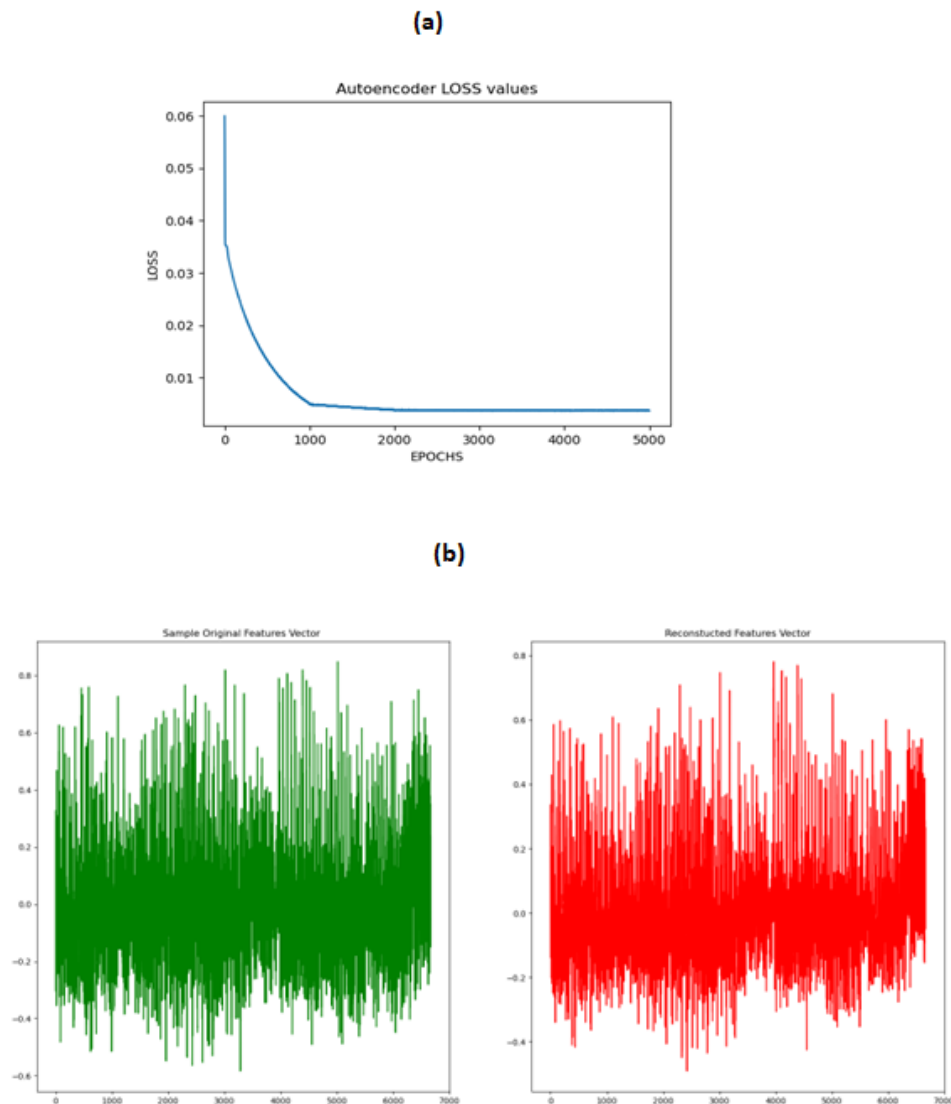 (a)
Autoencoder LOSS values
0.06
0.05
0.04
0.03
0.02
0.01
LOSS
0 1000 2000 3000 4000 5000
EPOCHS
(b)
Sample Original Features Vector
0.8
0.6
0.4
0.2
0.0
−0.2
−0.4
−0.6
0 1000 2000 3000 4000 5000 6000 7000
Reconstucted Features Vector
0.8
0.6
0.4
0.2
0.0
−0.2
−0.4
0 1000 2000 3000 4000 5000 6000 7000